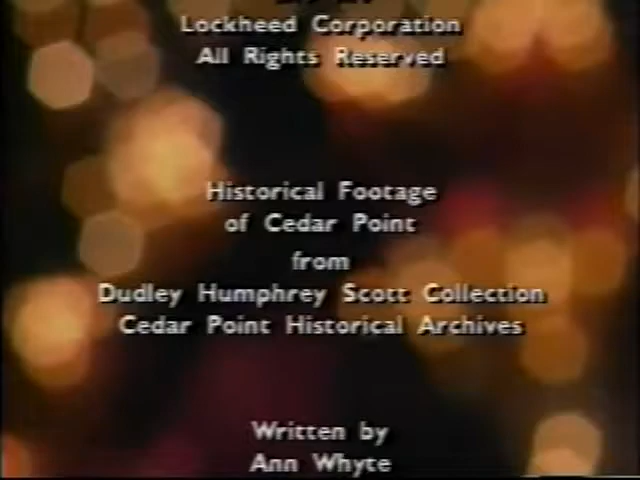 Lockheed Corporation
All Rights Reserved
Historical Footage
of Cedar Point
from
Dudley Humphrey Scott Collection
Cedar Point Historical Archives
Written by
Ann Whyte